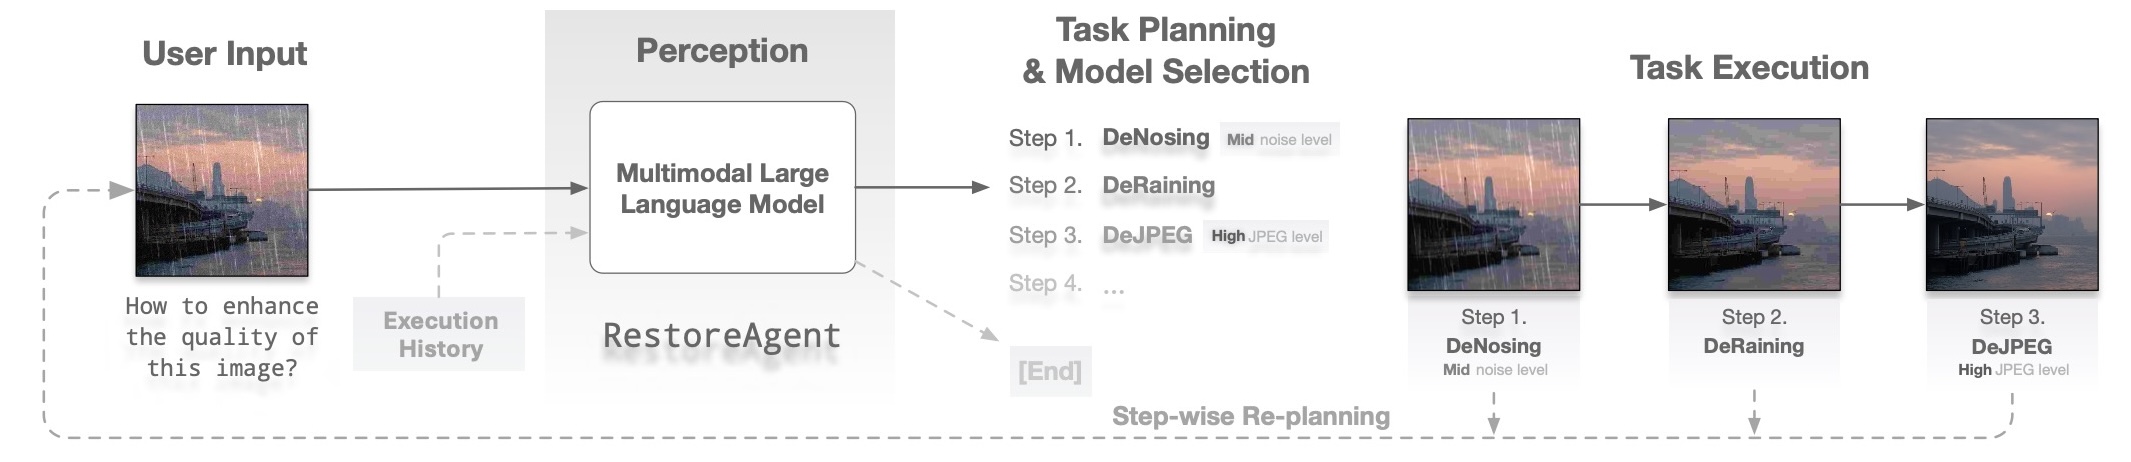 User Input
How to enhance
the quality of
this image?
Execution
History
Perception
Multimodal Large
Language Model
RestoreAgent
Task Planning
& Model Selection
Step 1. DeNosing Mid noise level
Step 2. DeRaining
Step 3. DeJPEG High JPEG level
Step 4. ...
[End]
Task Execution
Step 1.
DeNosing
Mid noise level
Step 2.
DeRaining
Step 3.
DeJPEG
High JPEG level
Step-wise Re-planning